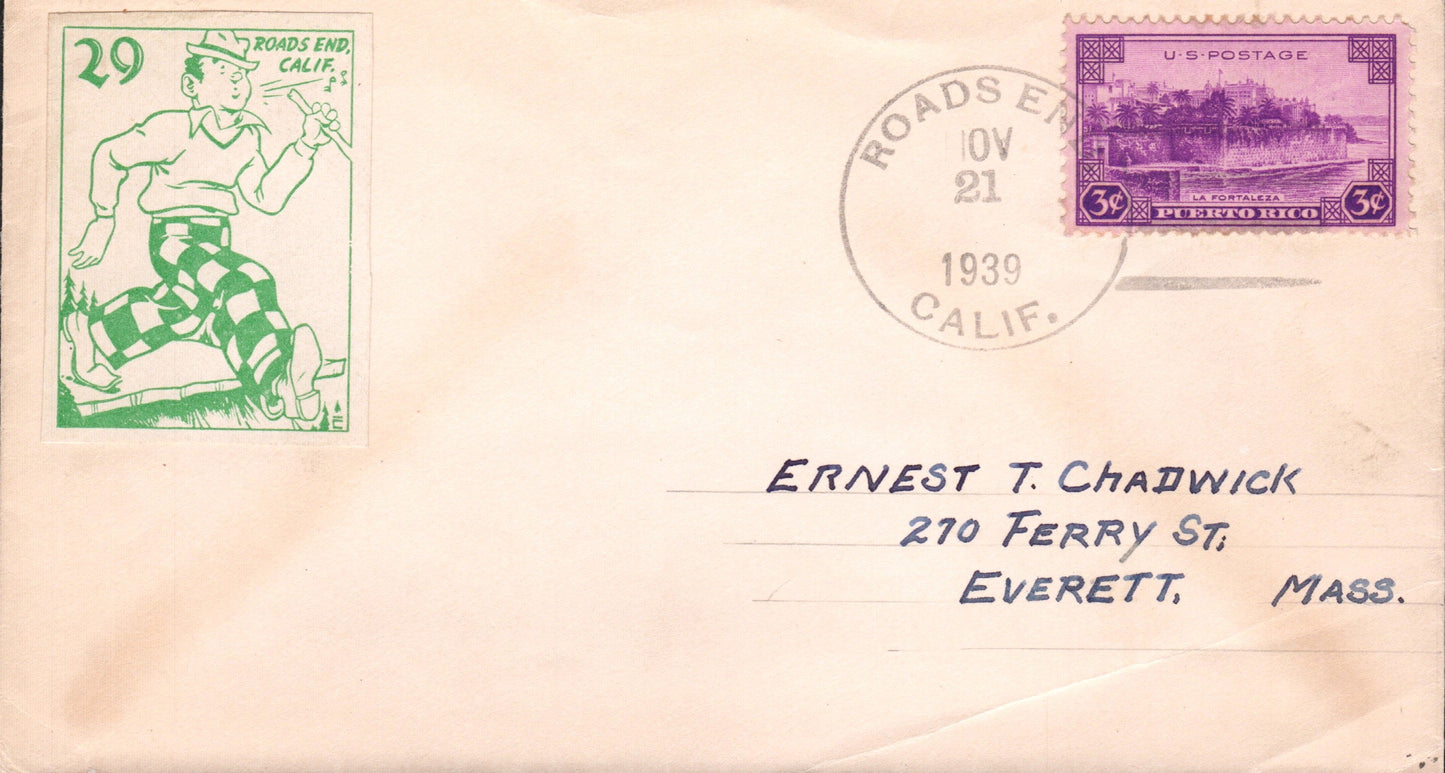 29
ROADS END,
CALIF.
ROADS EN
NOV
21
1939
CALIF.
U·S·POSTAGE
LA FORTALEZA
3¢ PUERTO RICO 3¢
ERNEST T. CHADWICK
270 FERRY ST.
EVERETT, MASS.